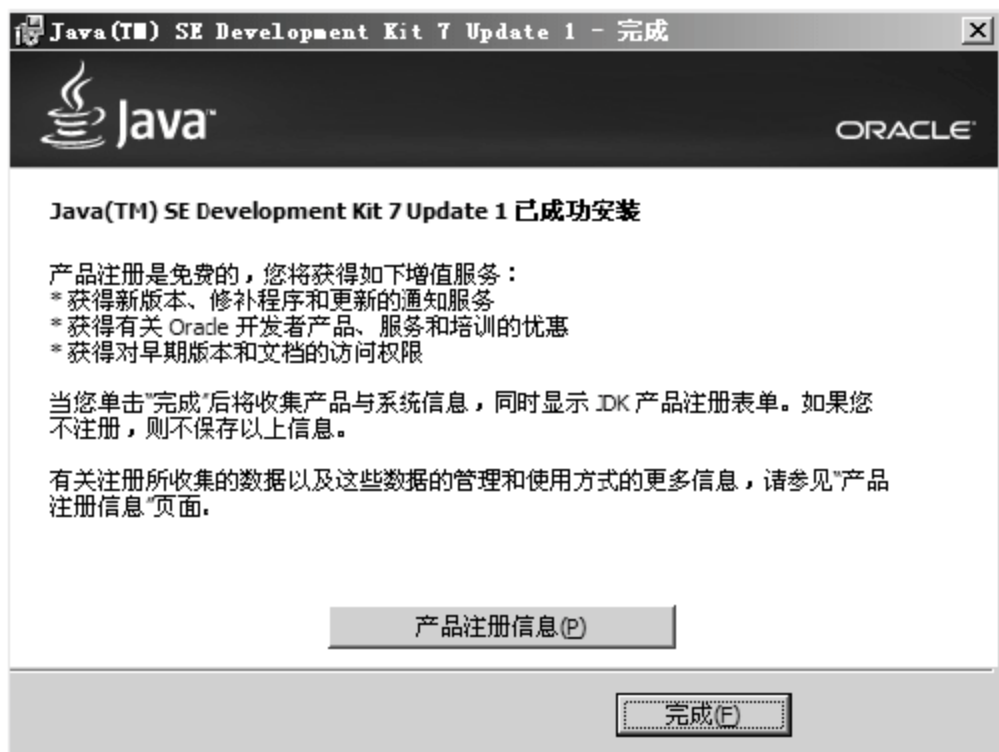 Java(TM) SE Development Kit 7 Update 1 - 完成
Java™
ORACLE
Java(TM) SE Development Kit 7 Update 1 已成功安装
产品注册是免费的，您将获得如下增值服务：
* 获得新版本、修补程序和更新的通知服务
* 获得有关 Oracle 开发者产品、服务和培训的优惠
* 获得对早期版本和文档的访问权限
当您单击"完成"后将收集产品与系统信息，同时显示 JDK 产品注册表单。如果您
不注册，则不保存以上信息。
有关注册所收集的数据以及这些数据的管理和使用方式的更多信息，请参见"产品
注册信息"页面。
产品注册信息(P)
完成(F)